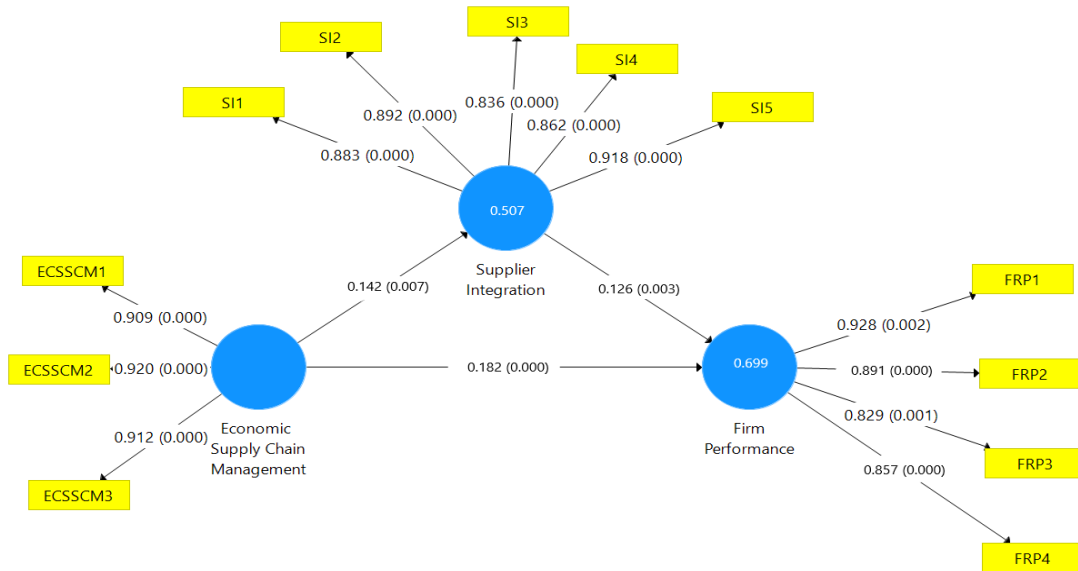 SI3
SI2
SI4
SI1
SI5
0.836 (0.000)
0.892 (0.000)
0.862 (0.000)
0.883 (0.000)
0.918 (0.000)
0.507
Supplier
Integration
ECSSCM1
0.142 (0.007)
0.126 (0.003)
FRP1
0.909 (0.000)
0.928 (0.002)
ECSSCM2
0.920 (0.000)
0.182 (0.000)
0.699
0.891 (0.000)
FRP2
0.829 (0.001)
0.912 (0.000)
Economic
Supply Chain
Management
Firm
Performance
FRP3
0.857 (0.000)
ECSSCM3
FRP4